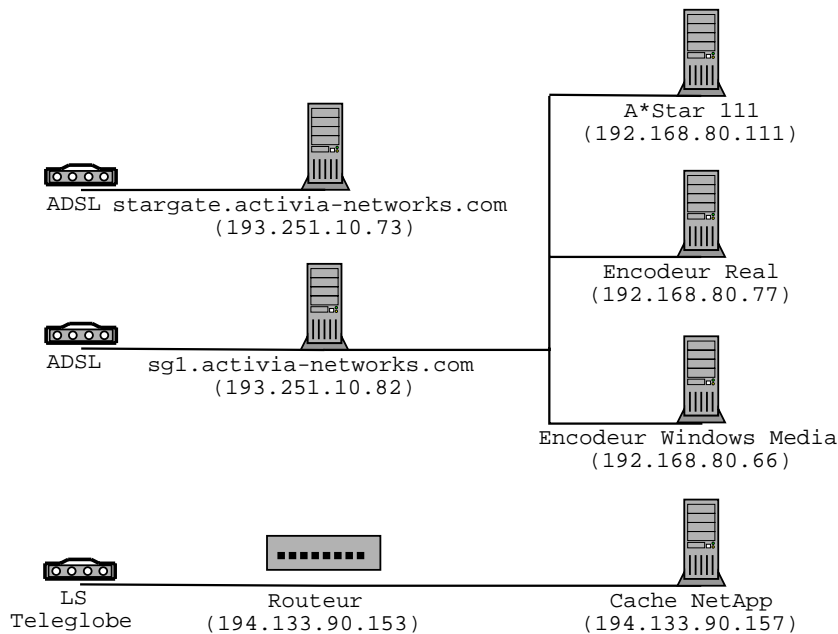 A*Star 111
(192.168.80.111)
ADSL
stargate.activia-networks.com
(193.251.10.73)
Encodeur Real
(192.168.80.77)
ADSL
sg1.activia-networks.com
(193.251.10.82)
Encodeur Windows Media
(192.168.80.66)
LS
Teleglobe
Routeur
(194.133.90.153)
Cache NetApp
(194.133.90.157)